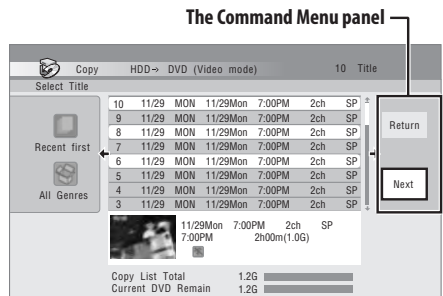 The Command Menu panel
Copy HDD→ DVD (Video mode) 10 Title
Select Title
10 11/29 MON 11/29Mon 7:00PM 2ch SP
9 11/29 MON 11/29Mon 7:00PM 2ch SP
8 11/29 MON 11/29Mon 7:00PM 2ch SP
7 11/29 MON 11/29Mon 7:00PM 2ch SP
6 11/29 MON 11/29Mon 7:00PM 2ch SP
5 11/29 MON 11/29Mon 7:00PM 2ch SP
4 11/29 MON 11/29Mon 7:00PM 2ch SP
3 11/29 MON 11/29Mon 7:00PM 2ch SP
Recent first
All Genres
Return
Next
11/29Mon 7:00PM 2ch SP
7:00PM 2h00m(1.0G)
Copy List Total 1.2G
Current DVD Remain 1.2G